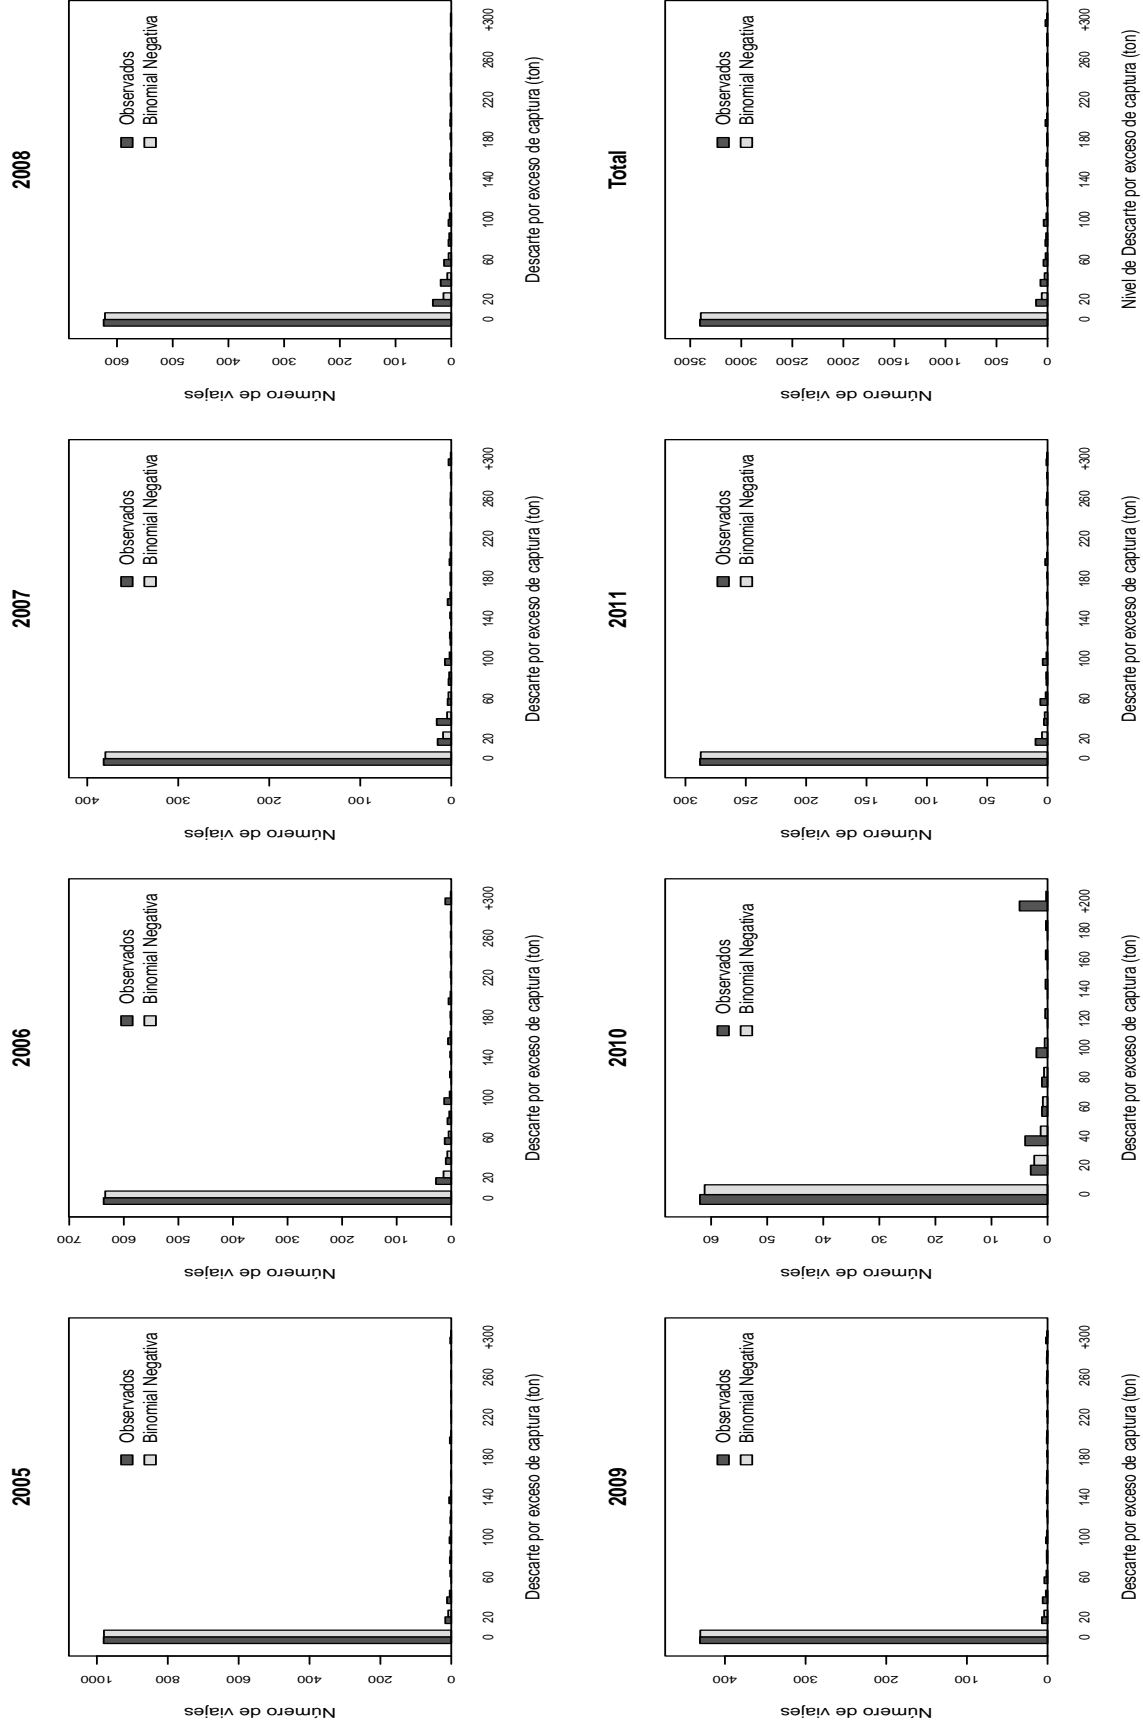 2005
Observados
Binomial Negativa
Número de viajes
1000
800
600
400
200
0
0 20 60 100 140 180 220 260 +300
Descarte por exceso de captura (ton)
2006
Observados
Binomial Negativa
Número de viajes
700
600
500
400
300
200
100
0
0 20 60 100 140 180 220 260 +300
Descarte por exceso de captura (ton)
2007
Observados
Binomial Negativa
Número de viajes
400
300
200
100
0
0 20 60 100 140 180 220 260 +300
Descarte por exceso de captura (ton)
2008
Observados
Binomial Negativa
Número de viajes
600
500
400
300
200
100
0
0 20 60 100 140 180 220 260 +300
Descarte por exceso de captura (ton)
2009
Observados
Binomial Negativa
Número de viajes
400
300
200
100
0
0 20 60 100 140 180 220 260 +300
Descarte por exceso de captura (ton)
2010
Observados
Binomial Negativa
Número de viajes
60
50
40
30
20
10
0
0 20 40 60 80 100 120 140 160 180 +200
Descarte por exceso de captura (ton)
2011
Observados
Binomial Negativa
Número de viajes
300
250
200
150
100
50
0
0 20 60 100 140 180 220 260 +300
Descarte por exceso de captura (ton)
Total
Observados
Binomial Negativa
Número de viajes
3500
3000
2500
2000
1500
1000
500
0
0 20 60 100 140 180 220 260 +300
Nivel de Descarte por exceso de captura (ton)